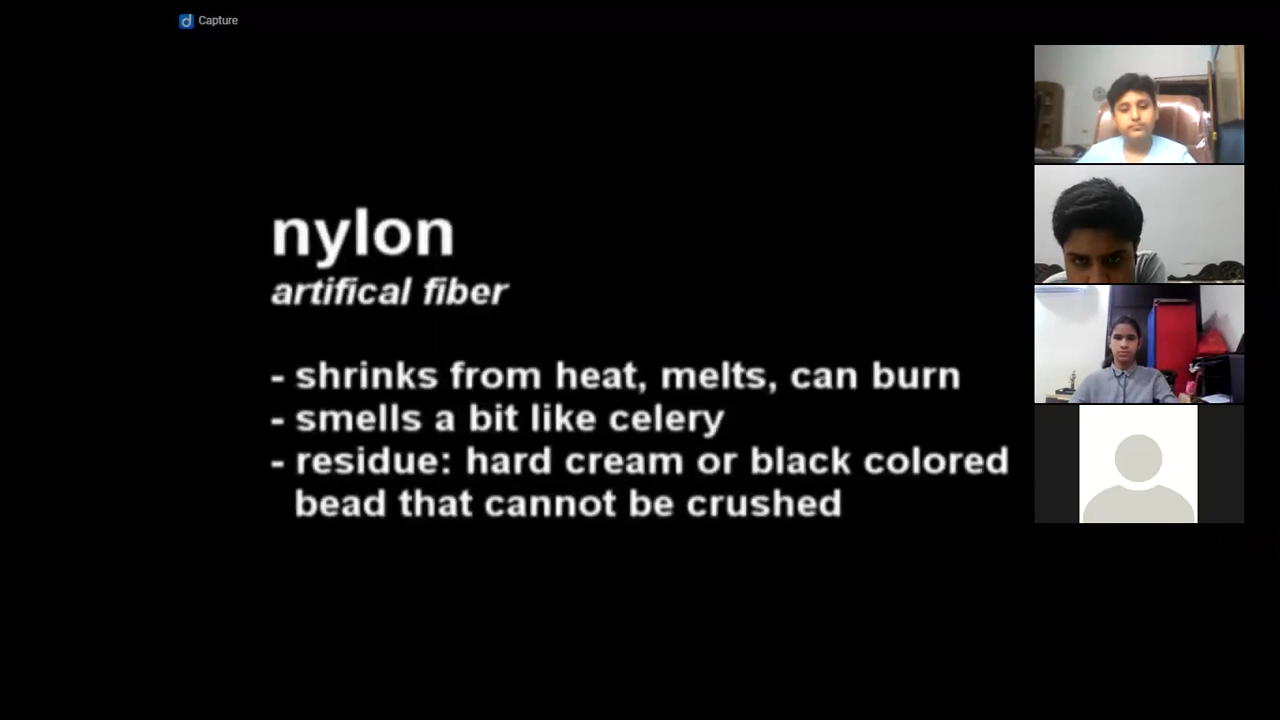 Capture
nylon
artifical fiber
- shrinks from heat, melts, can burn
- smells a bit like celery
- residue: hard cream or black colored
bead that cannot be crushed